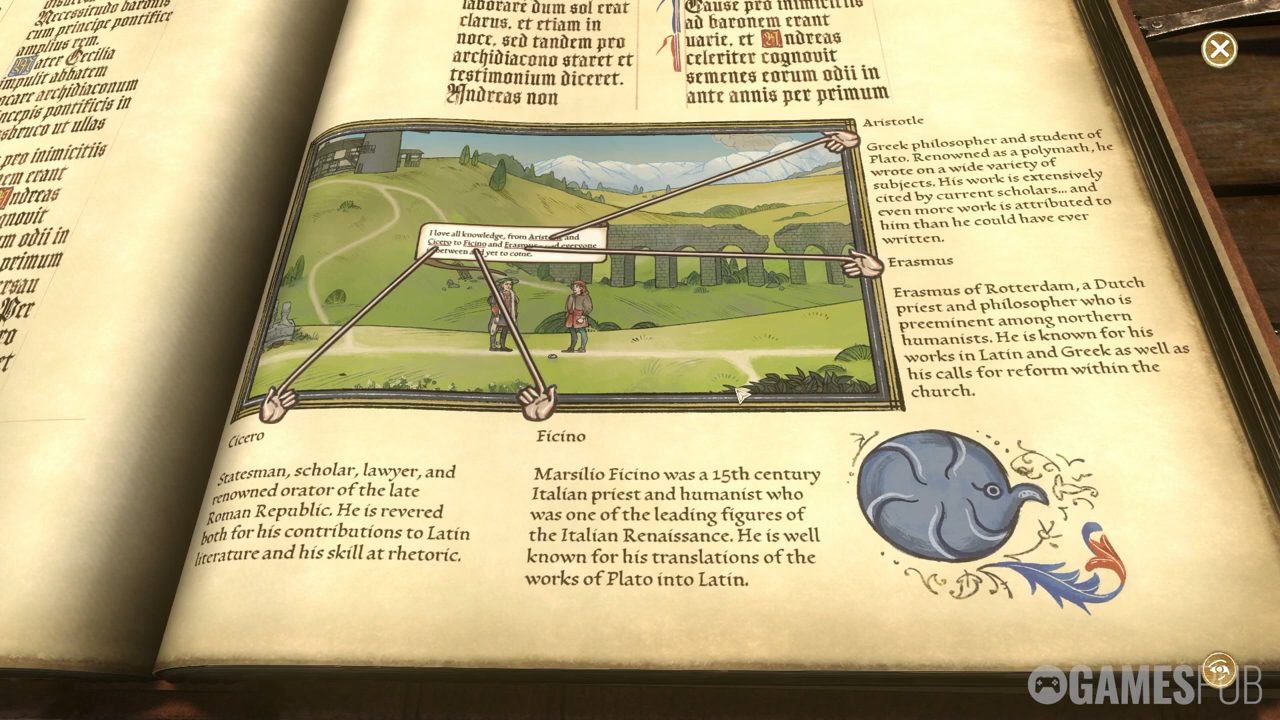 Necessitudo baronis
cum principe pontifice
amplius rem.
Mater Cecilia
impulit abbatem
vocare archidiaconum
principis pontificis in
ut ullas
pro inimicitiis
erant
Andreas
cognovit
odii in
primum
Per
laborare dum sol erat
clarus, et etiam in
noce, sed tandem pro
archidiacono staret et
testimonium diceret.
Andreas non
Cause pro inimicitiis
ad baronem erant
uarie, et Andreas
celeriter cognovit
semenes eorum odii in
ante annis per primum
I love all knowledge, from Aristotle and
Cicero to Ficino and Erasmus and everyone
between and yet to come.
Aristotle
Greek philosopher and student of
Plato. Renowned as a polymath, he
wrote on a wide variety of
subjects. His work is extensively
cited by current scholars... and
even more work is attributed to
him than he could have ever
written.
Erasmus
Erasmus of Rotterdam, a Dutch
priest and philosopher who is
preeminent among northern
humanists. He is known for his
works in Latin and Greek as well as
his calls for reform within the
church.
Cicero
Statesman, scholar, lawyer, and
renowned orator of the late
Roman Republic. He is revered
both for his contributions to Latin
literature and his skill at rhetoric.
Ficino
Marsilio Ficino was a 15th century
Italian priest and humanist who
was one of the leading figures of
the Italian Renaissance. He is well
known for his translations of the
works of Plato into Latin.
GAMESPUB